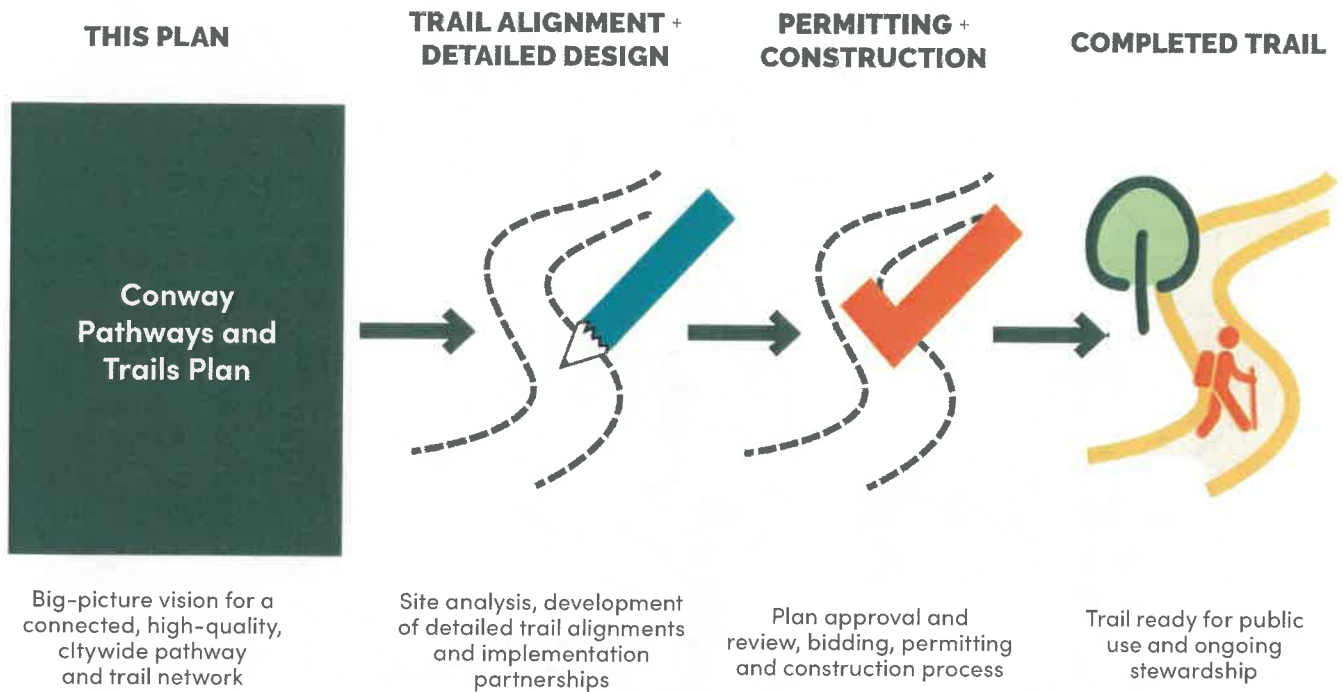 THIS PLAN
TRAIL ALIGNMENT +
DETAILED DESIGN
PERMITTING +
CONSTRUCTION
COMPLETED TRAIL
Conway
Pathways and
Trails Plan
Big-picture vision for a
connected, high-quality,
citywide pathway
and trail network
Site analysis, development
of detailed trail alignments
and implementation
partnerships
Plan approval and
review, bidding, permitting
and construction process
Trail ready for public
use and ongoing
stewardship